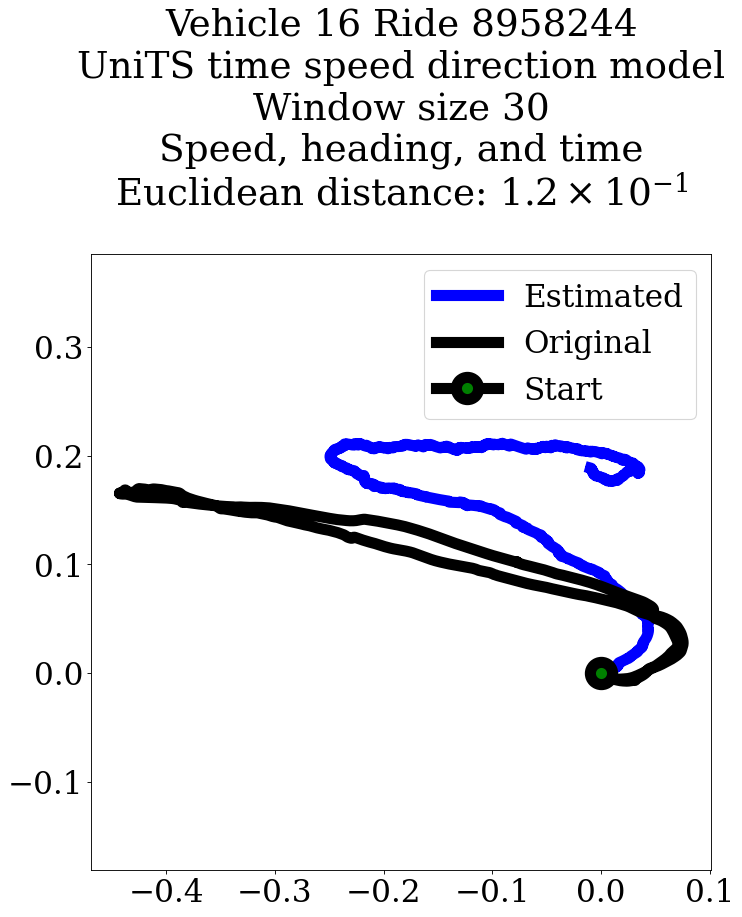 Vehicle 16 Ride 8958244
UniTS time speed direction model
Window size 30
Speed, heading, and time
Euclidean distance: 1.2 × 10⁻¹
Estimated
Original
Start
0.3
0.2
0.1
0.0
−0.1
−0.4 −0.3 −0.2 −0.1 0.0 0.1